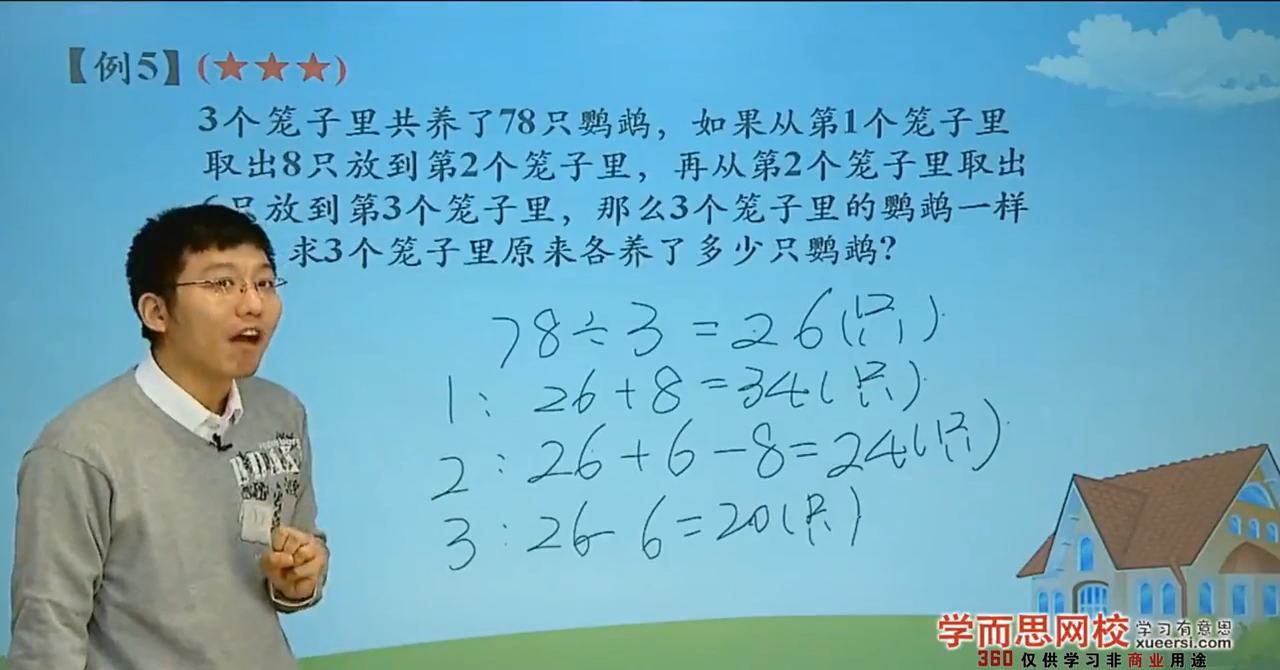 【例5】(★★★)
3个笼子里共养了78只鹦鹉，如果从第1个笼子里
取出8只放到第2个笼子里，再从第2个笼子里取出
只放到第3个笼子里，那么3个笼子里的鹦鹉一样
求3个笼子里原来各养了多少只鹦鹉？
78÷3=26(只)
1：26+8=34(只)
2：26+6-8=24(只)
3：26-6=20(只)
学而思网校 学习有意思
xueersi.com
360仅供学习非商业用途